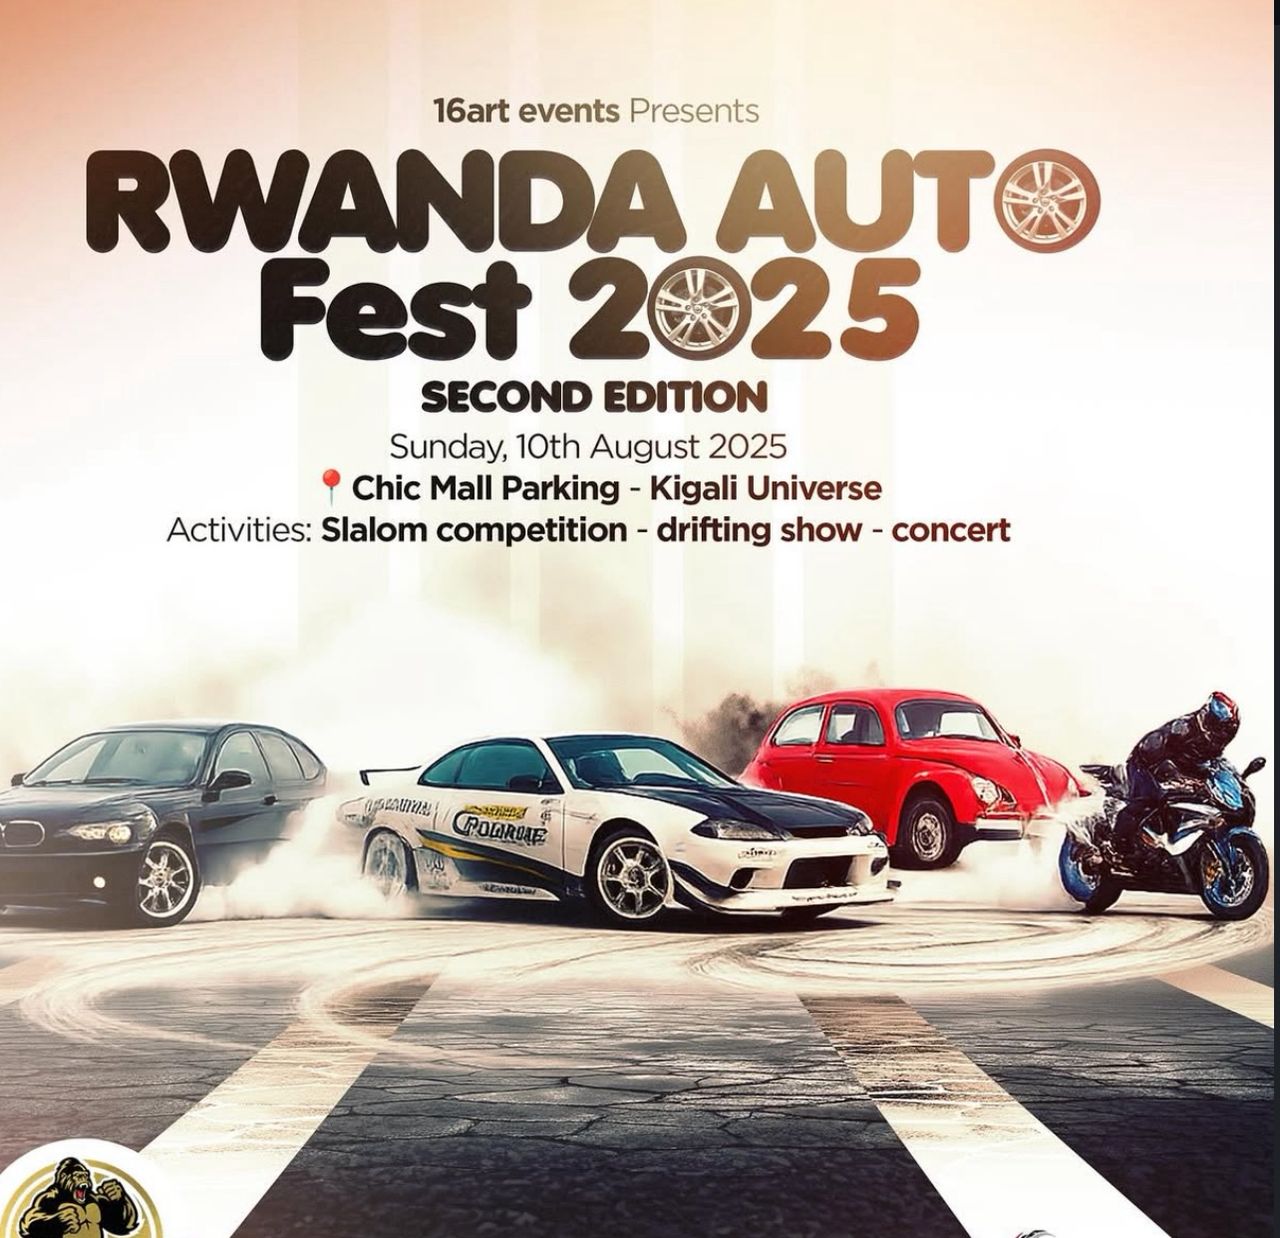 16art events Presents
RWANDA AUTO
Fest 2025
SECOND EDITION
Sunday, 10th August 2025
Chic Mall Parking - Kigali Universe
Activities: Slalom competition - drifting show - concert